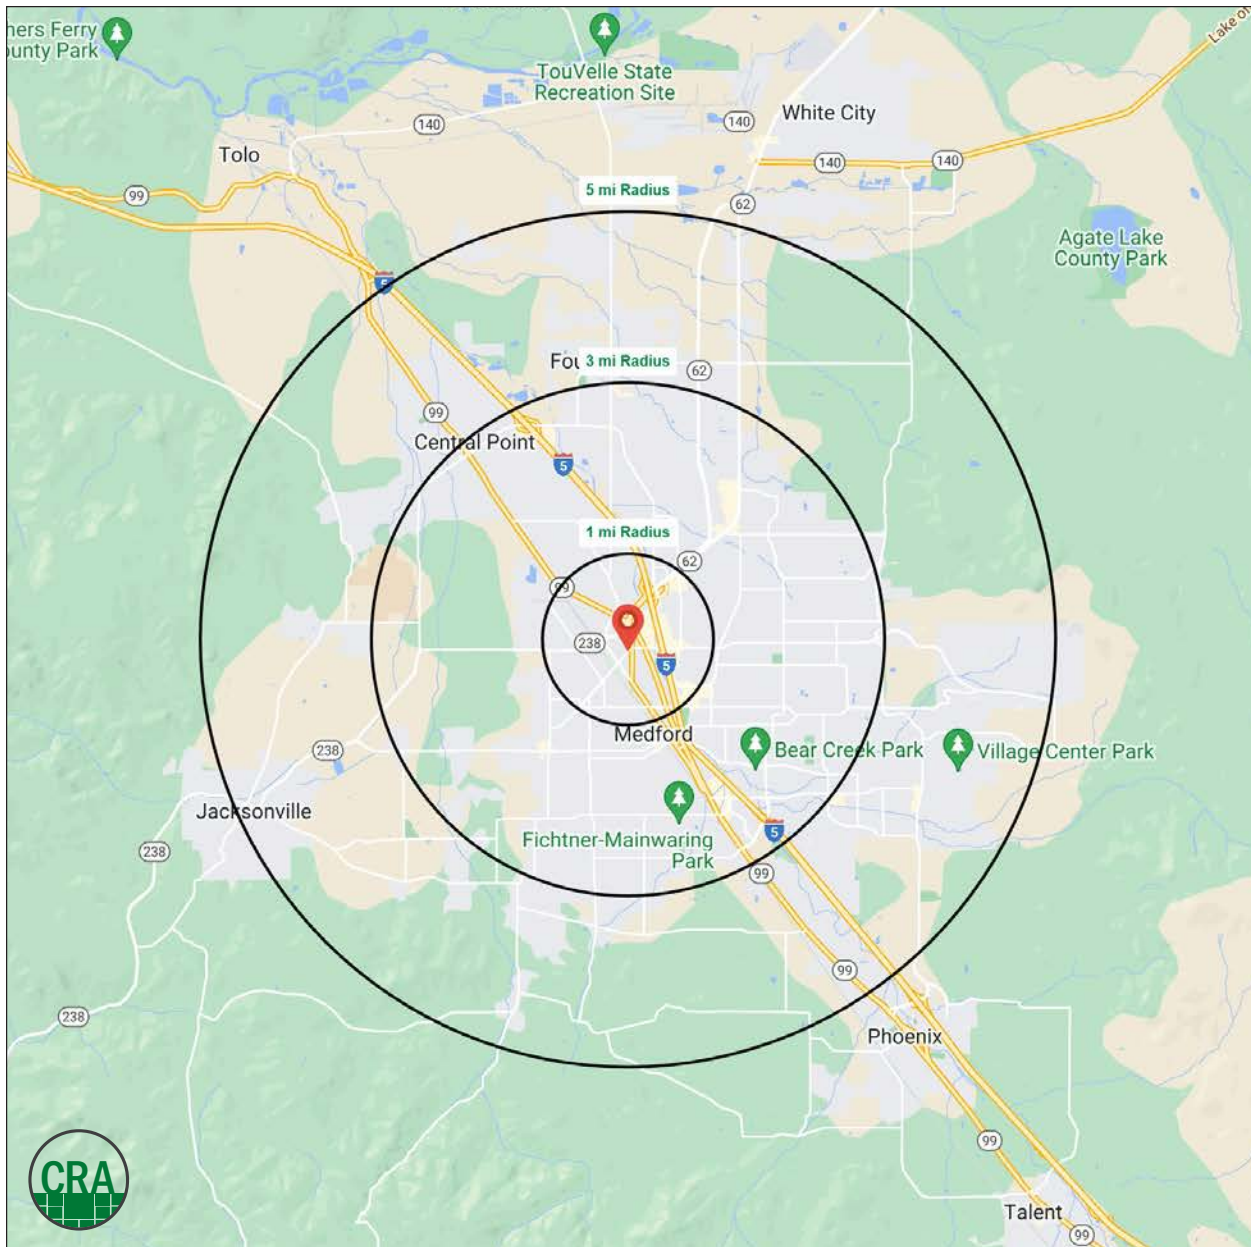 ners Ferry
ounty Park
TouVelle State
Recreation Site
Lake of
White City
140
140
140
140
Tolo
99
5 mi Radius
62
Agate Lake
County Park
5
3 mi Radius
Fou
62
99
Central Point
5
1 mi Radius
62
99
238
5
Medford
Bear Creek Park
Village Center Park
238
Jacksonville
Fichtner-Mainwaring
Park
5
238
99
99
238
Phoenix
99
CRA
Talent
99